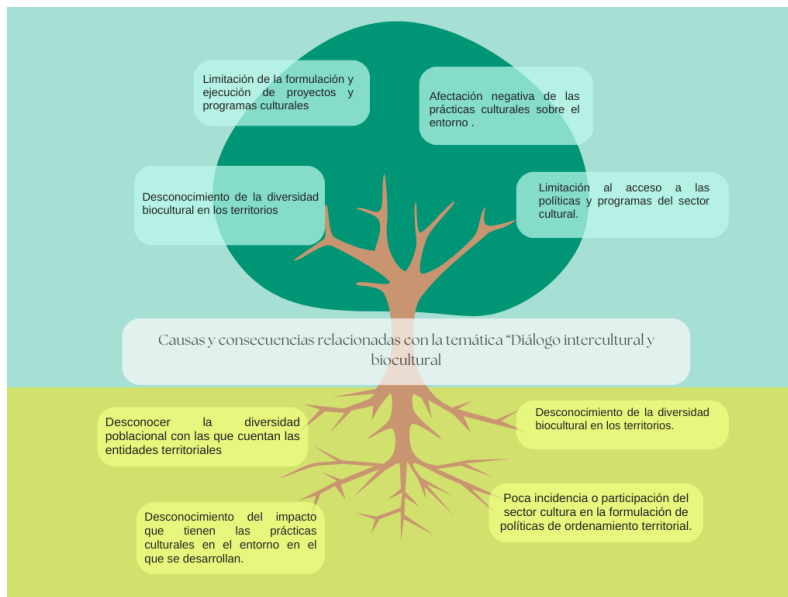 Limitación de la formulación y
ejecución de proyectos y
programas culturales
Afectación negativa de las
prácticas culturales sobre el
entorno .
Desconocimiento de la diversidad
biocultural en los territorios
Limitación al acceso a las
políticas y programas del sector
cultural.
Causas y consecuencias relacionadas con la temática “Diálogo intercultural y
biocultural
Desconocer la diversidad
poblacional con las que cuentan las
entidades territoriales
Desconocimiento de la diversidad
biocultural en los territorios.
Desconocimiento del impacto
que tienen las prácticas
culturales en el entorno en el
que se desarrollan.
Poca incidencia o participación del
sector cultura en la formulación de
políticas de ordenamiento territorial.